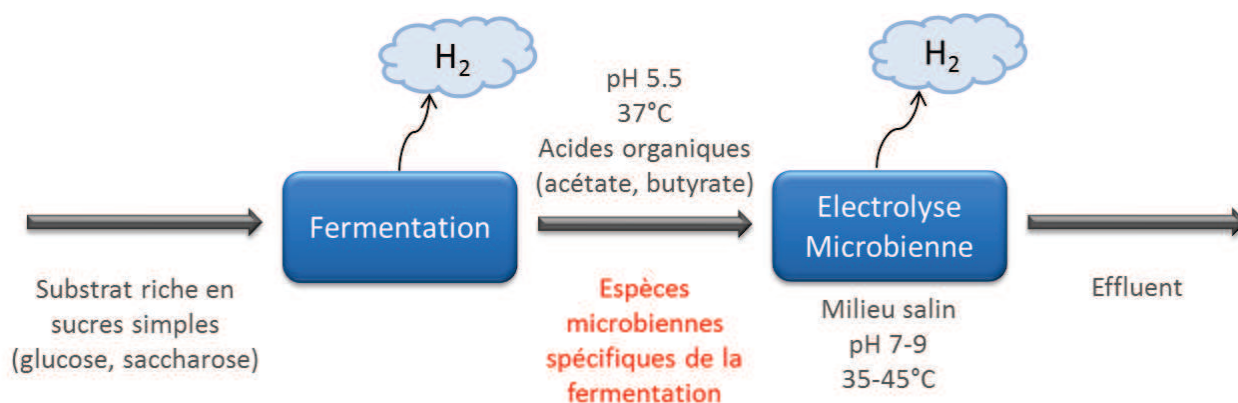 H2
H2
pH 5.5
37°C
Acides organiques
(acétate, butyrate)
Fermentation
Electrolyse
Microbienne
Substrat riche en
sucres simples
(glucose, saccharose)
Espèces
microbiennes
spécifiques de la
fermentation
Milieu salin
pH 7-9
35-45°C
Effluent